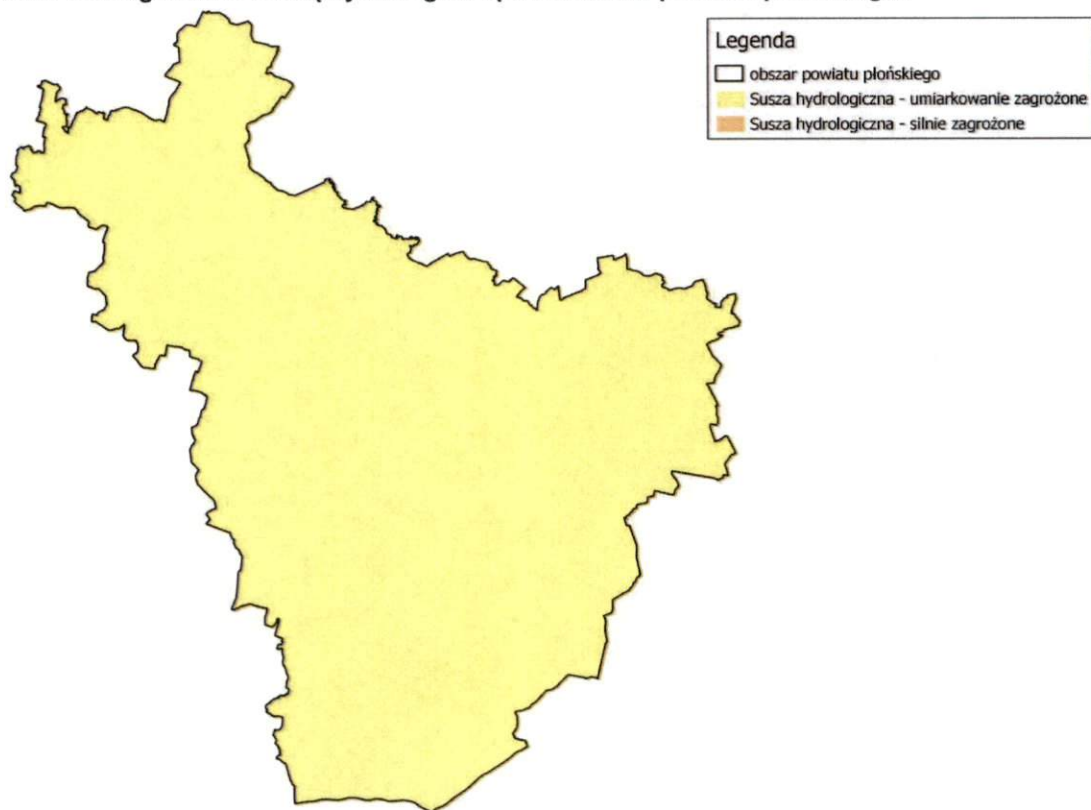 Legenda
obszar powiatu płońskiego
Susza hydrologiczna - umiarkowanie zagrożone
Susza hydrologiczna - silnie zagrożone